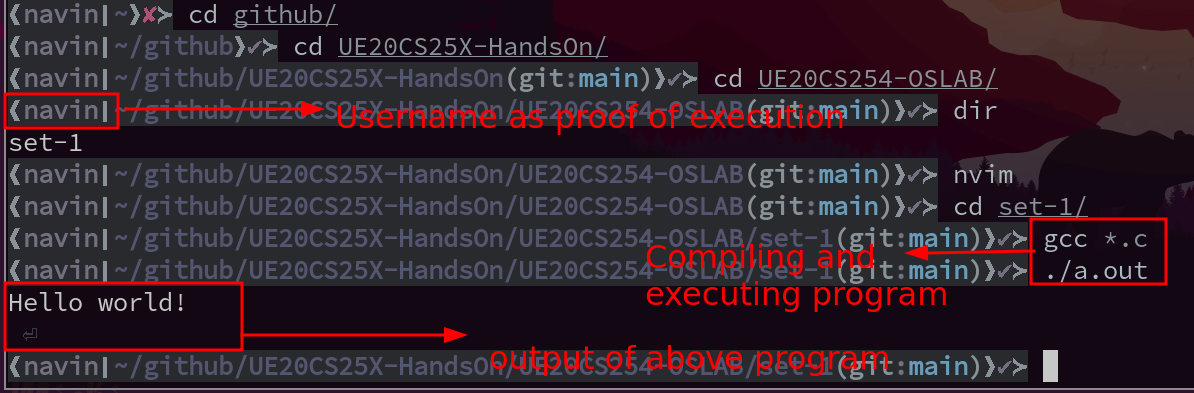 ❰navin|~❱✘≻ cd github/
❰navin|~/github❱✔≻ cd UE20CS25X-HandsOn/
❰navin|~/github/UE20CS25X-HandsOn(git:main)❱✔≻ cd UE20CS254-OSLAB/
❰navin|~/github/UE20CS25X-HandsOn/UE20CS254-OSLAB(git:main)❱✔≻ dir
Username as proof of execution
set-1
❰navin|~/github/UE20CS25X-HandsOn/UE20CS254-OSLAB(git:main)❱✔≻ nvim
❰navin|~/github/UE20CS25X-HandsOn/UE20CS254-OSLAB(git:main)❱✔≻ cd set-1/
❰navin|~/github/UE20CS25X-HandsOn/UE20CS254-OSLAB/set-1(git:main)❱✔≻ gcc *.c
Compiling and
❰navin|~/github/UE20CS25X-HandsOn/UE20CS254-OSLAB/set-1(git:main)❱✔≻ ./a.out
executing program
Hello world!
⏎
output of above program
❰navin|~/github/UE20CS25X-HandsOn/UE20CS254-OSLAB/set-1(git:main)❱✔≻